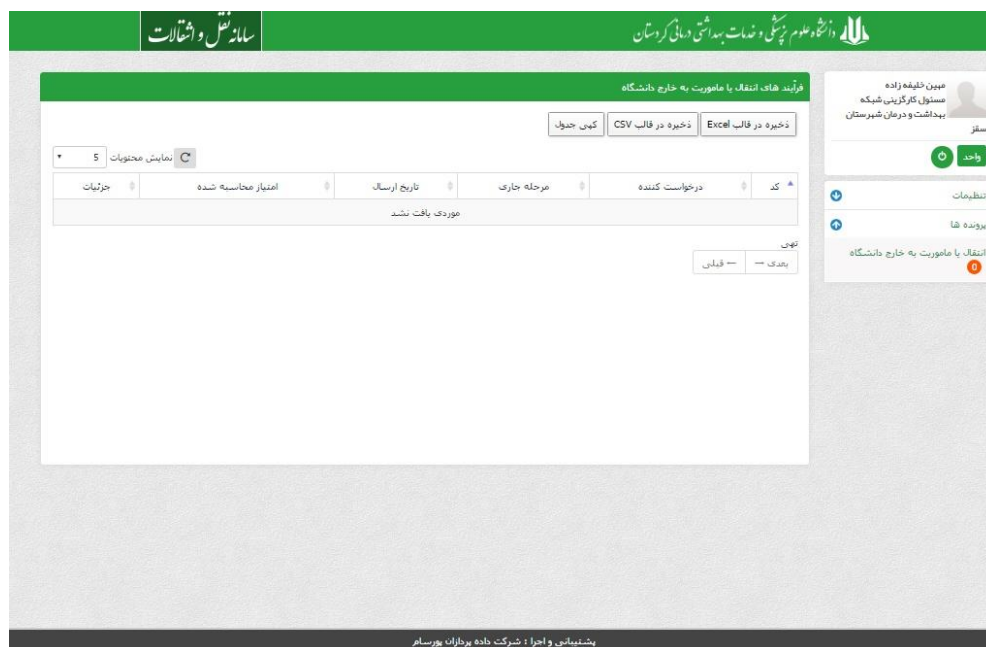 دانشگاه علوم پزشکی و خدمات بهداشتی درمانی کردستان
سامانه نقل و انتقالات
مبین خلیفه زاده
مسئول کارگزینی شبکه
بهداشت و درمان شهرستان
سقز
واحد
تنظیمات
پرونده ها
انتقال یا ماموریت به خارج دانشگاه
0
فرآیند های انتقال یا ماموریت به خارج دانشگاه
ذخیره در قالب Excel
ذخیره در قالب CSV
کپی جدول
نمایش محتویات 5
کد درخواست کننده مرحله جاری تاریخ ارسال امتیاز محاسبه شده جزئیات
موردی یافت نشد
تهی
بعدی → ← قبلی
پشتیبانی و اجرا : شرکت داده پردازان پورسام